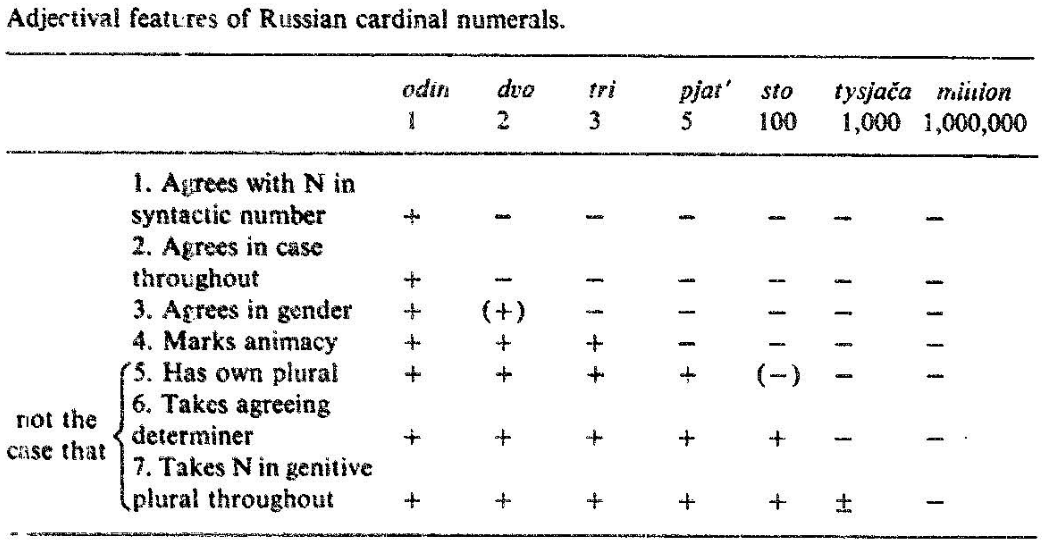 Adjectival features of Russian cardinal numerals.
odin dva tri pjat' sto tysjača million
1 2 3 5 100 1,000 1,000,000
1. Agrees with N in
syntactic number + − − − − − −
2. Agrees in case
throughout + − − − − − −
3. Agrees in gender + (+) − − − − −
4. Marks animacy + + + − − − −
5. Has own plural + + + + (−) − −
6. Takes agreeing
not the
determiner + + + + + − −
case that
7. Takes N in genitive
plural throughout + + + + + ± −